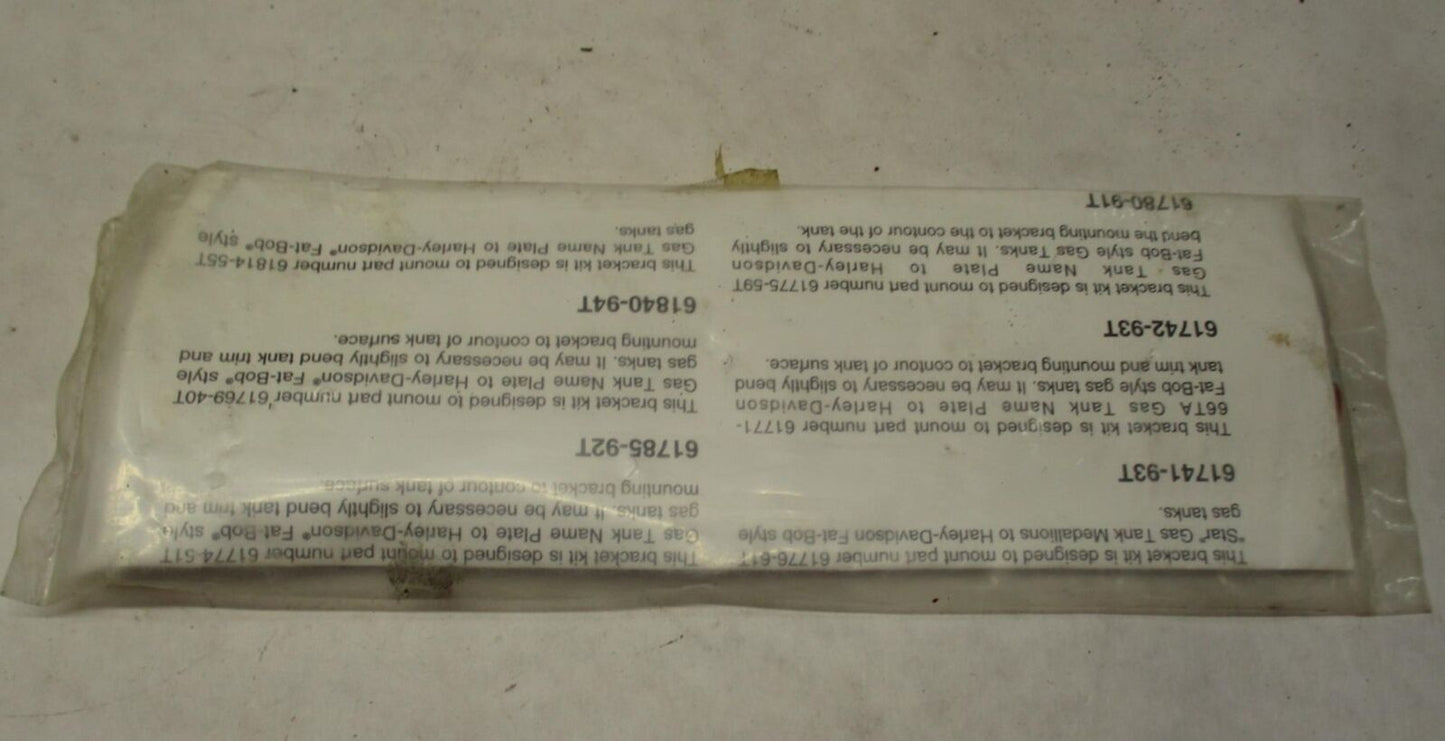 This bracket kit is designed to mount part number 61776-61T
"Star" Gas Tank Medallions to Harley-Davidson Fat-Bob style
gas tanks.
61741-93T
This bracket kit is designed to mount part number 61771-
66TA Gas Tank Name Plate to Harley-Davidson
Fat-Bob style gas tanks. It may be necessary to slightly bend
tank trim and mounting bracket to contour of tank surface.
61742-93T
This bracket kit is designed to mount part number 61775-59T
Gas Tank Name Plate to Harley-Davidson
Fat-Bob style Gas Tanks. It may be necessary to slightly
bend the mounting bracket to the contour of the tank.
61780-91T
This bracket kit is designed to mount part number 61774-51T
Gas Tank Name Plate to Harley-Davidson® Fat-Bob® style
gas tanks. It may be necessary to slightly bend tank trim and
mounting bracket to contour of tank surface.
61785-92T
This bracket kit is designed to mount part number 61769-40T
Gas Tank Name Plate to Harley-Davidson® Fat-Bob® style
gas tanks. It may be necessary to slightly bend tank trim and
mounting bracket to contour of tank surface.
61840-94T
This bracket kit is designed to mount part number 61814-55T
Gas Tank Name Plate to Harley-Davidson® Fat-Bob® style
gas tanks.